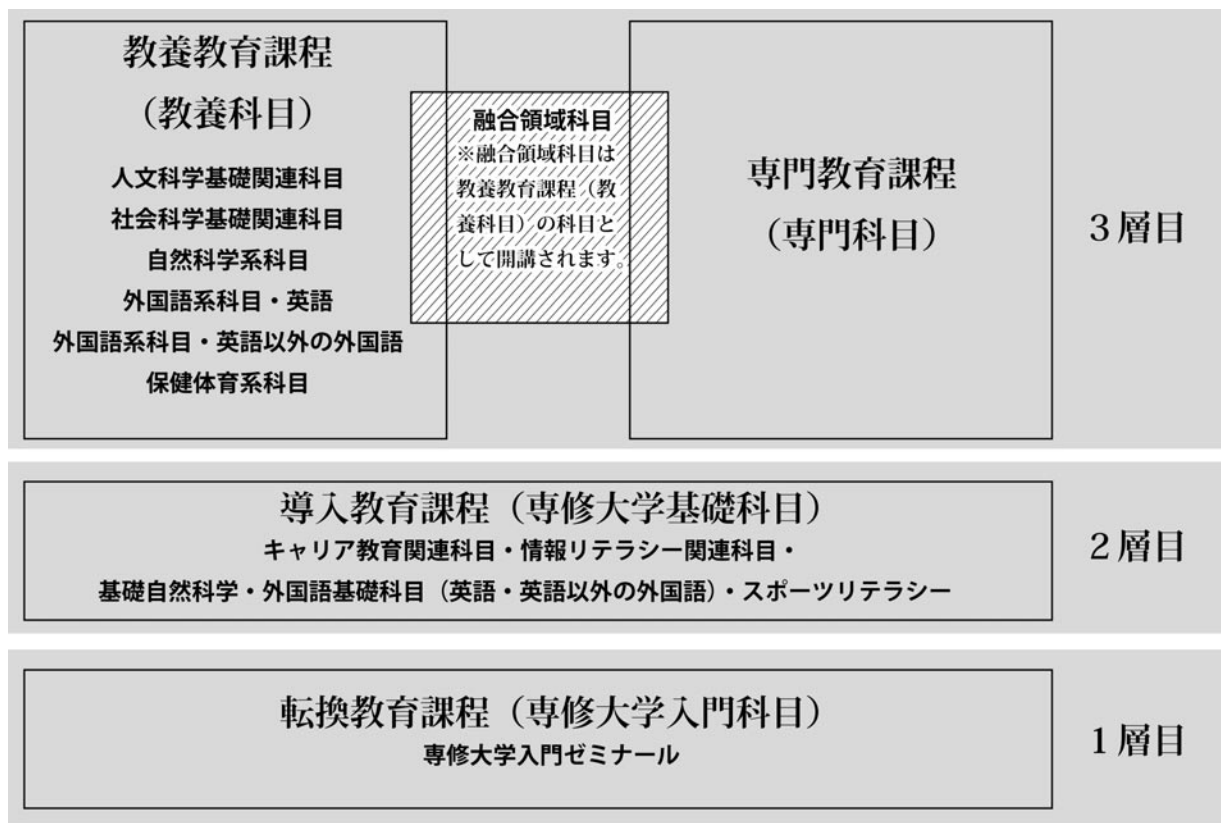 教養教育課程
（教養科目）
人文科学基礎関連科目
社会科学基礎関連科目
自然科学系科目
外国語系科目・英語
外国語系科目・英語以外の外国語
保健体育系科目
融合領域科目
※融合領域科目は
教養教育課程（教
養科目）の科目と
して開講されます。
専門教育課程
（専門科目）
３層目
導入教育課程（専修大学基礎科目）
キャリア教育関連科目・情報リテラシー関連科目・
基礎自然科学・外国語基礎科目（英語・英語以外の外国語）・スポーツリテラシー
２層目
転換教育課程（専修大学入門科目）
専修大学入門ゼミナール
１層目